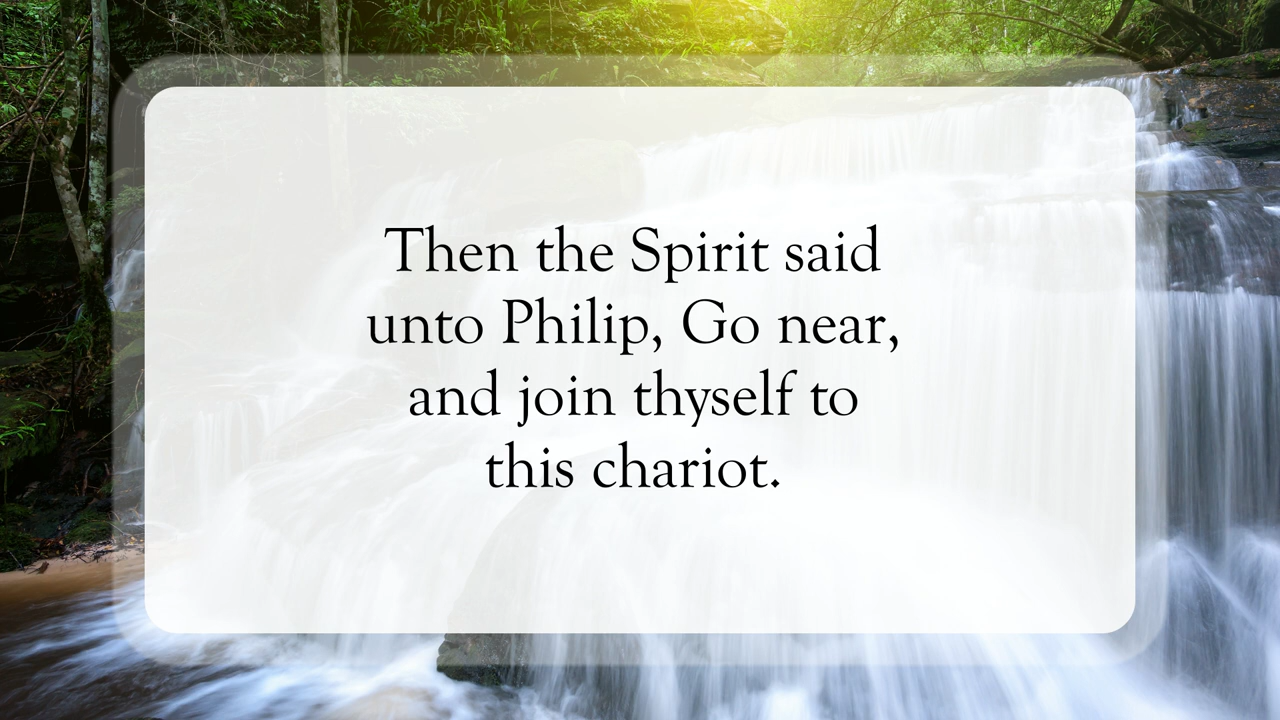 Then the Spirit said
unto Philip, Go near,
and join thyself to
this chariot.